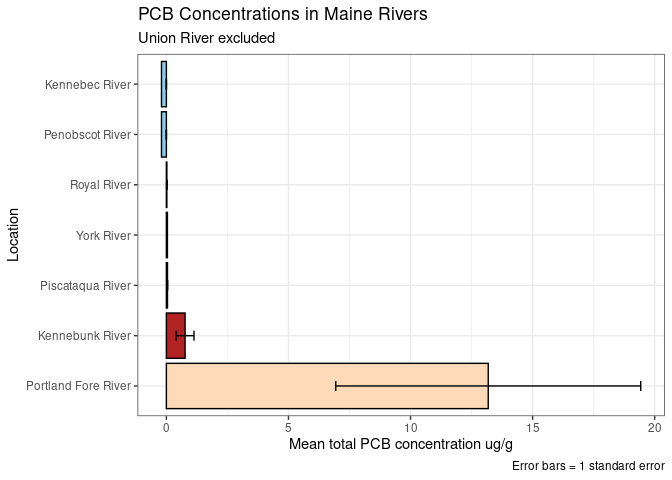 PCB Concentrations in Maine Rivers
Union River excluded
Location
Kennebec River
Penobscot River
Royal River
York River
Piscataqua River
Kennebunk River
Portland Fore River
0 5 10 15 20
Mean total PCB concentration ug/g
Error bars = 1 standard error